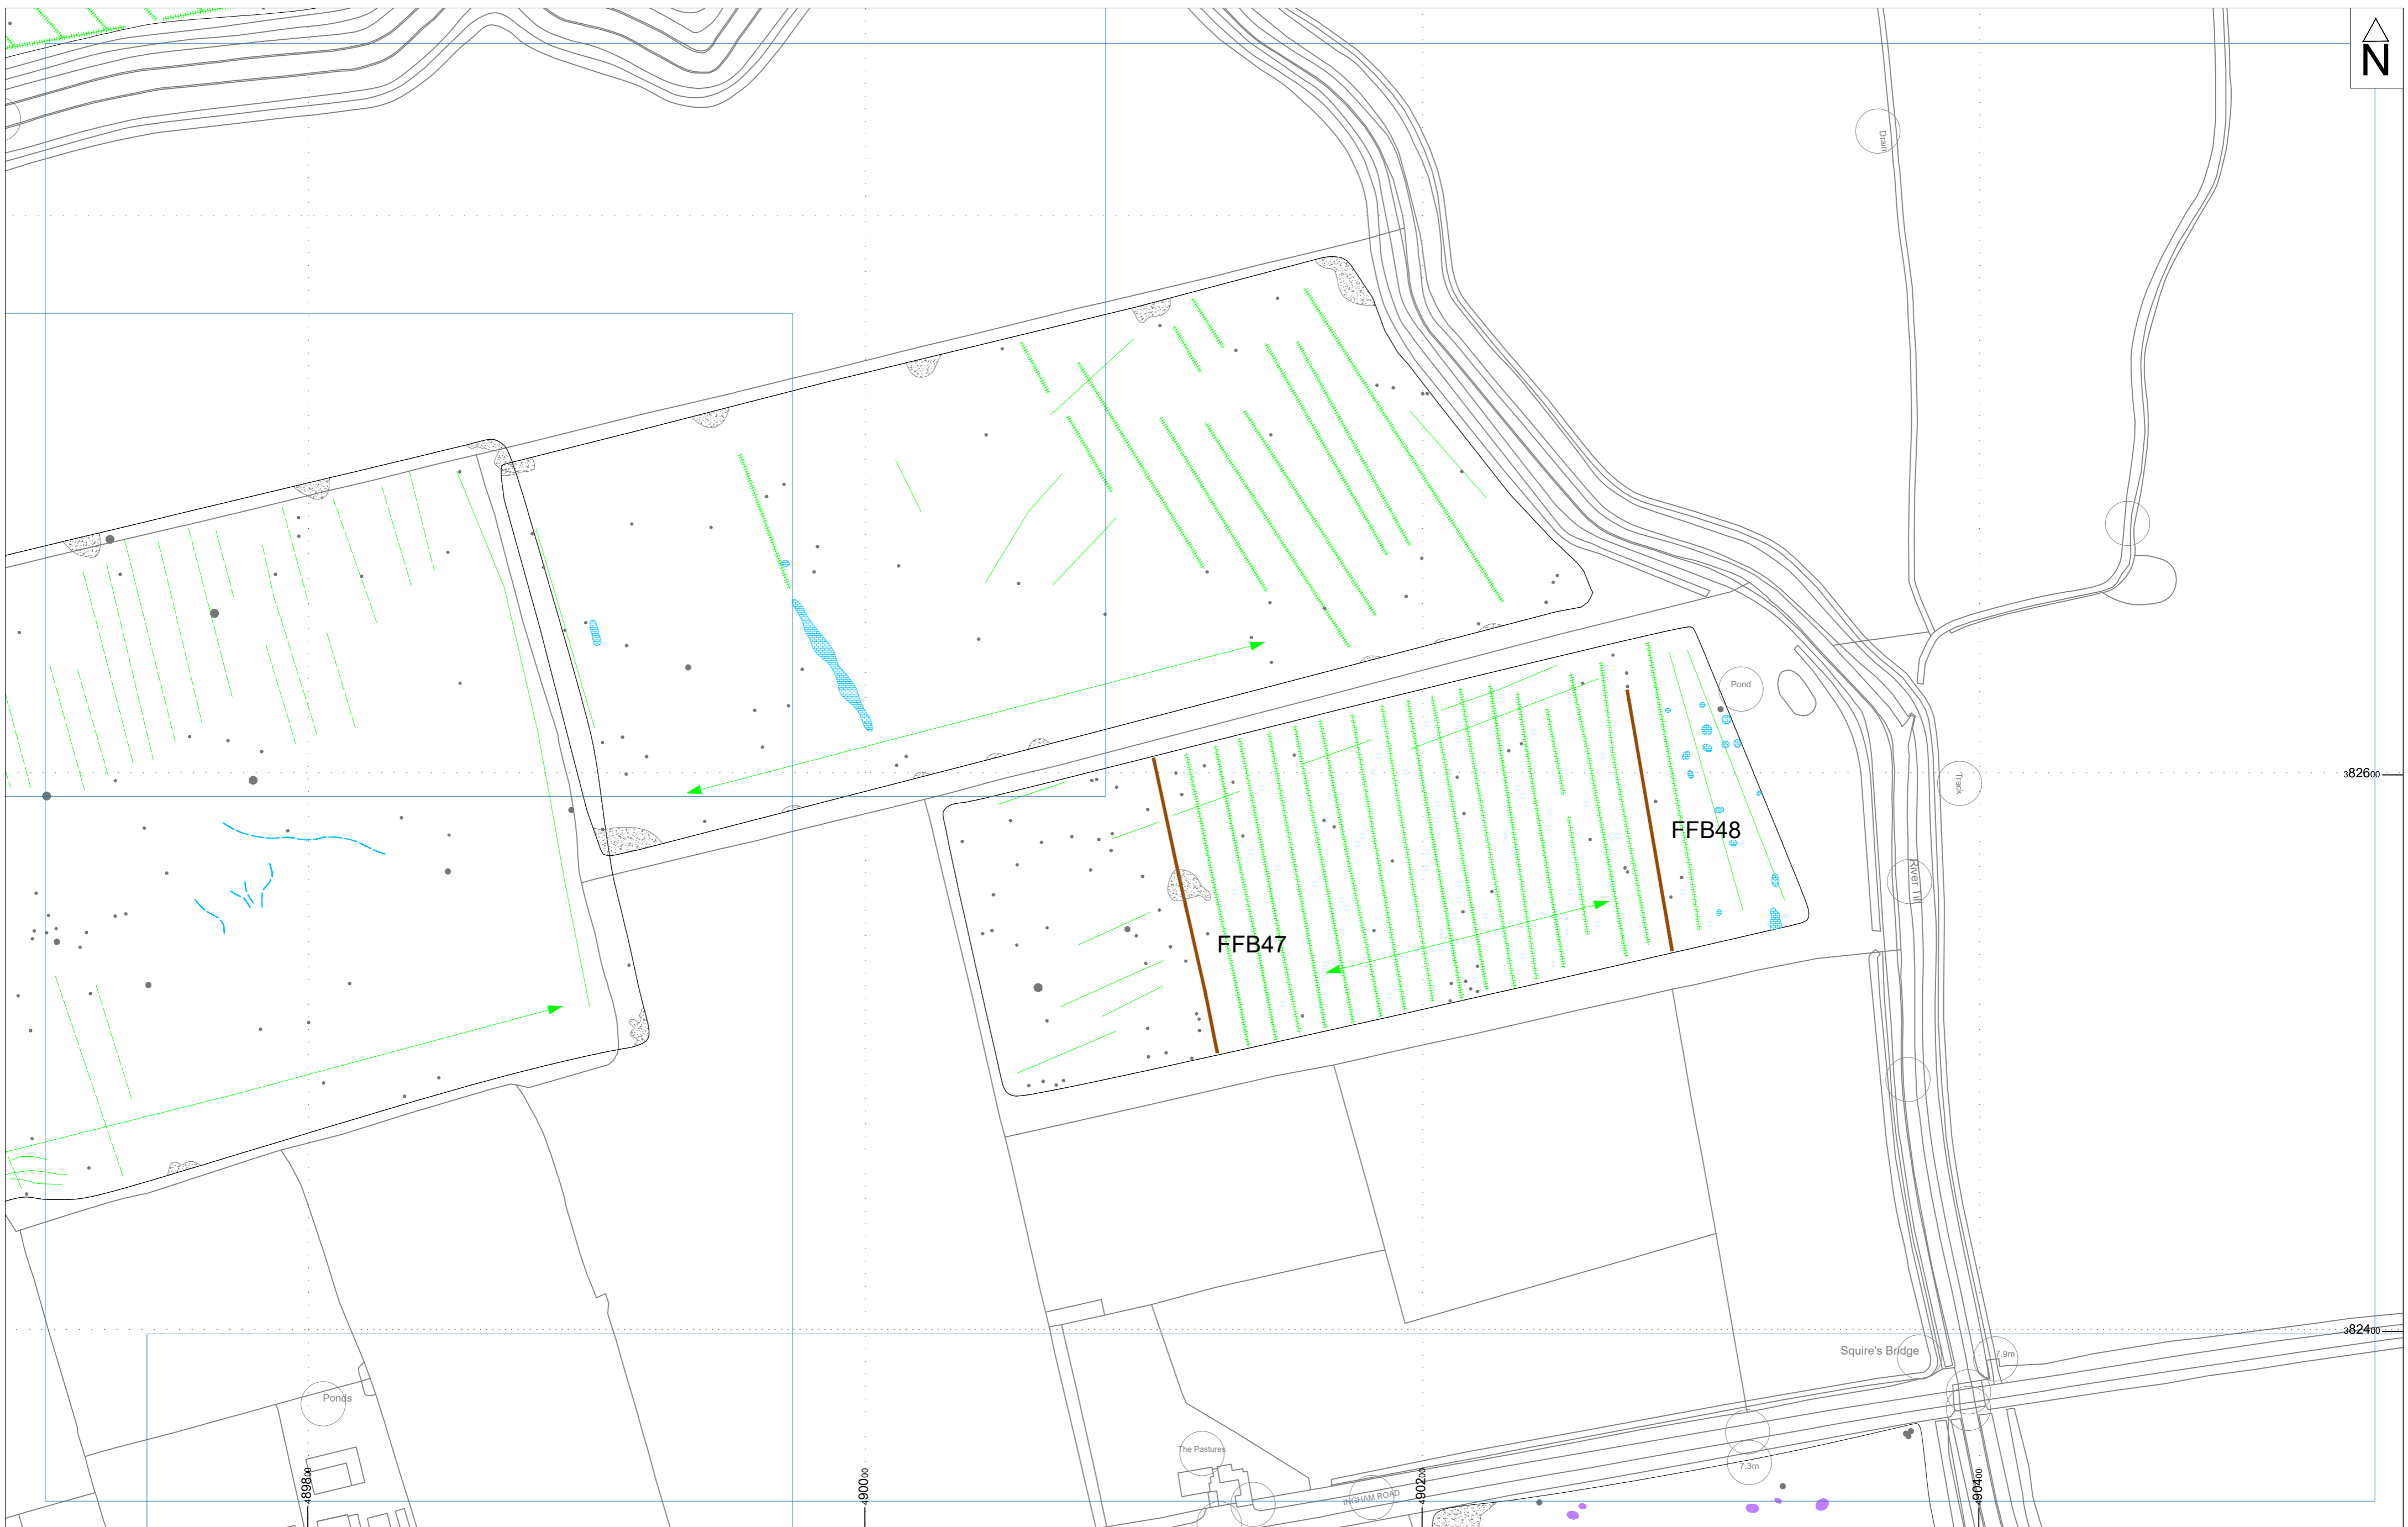 N
Drain
Pond
Track
382600
FFB48
River Till
FFB47
382400
Squire's Bridge
7.9m
Ponds
The Pastures
7.3m
INGHAM ROAD
489800
490000
490200
490400